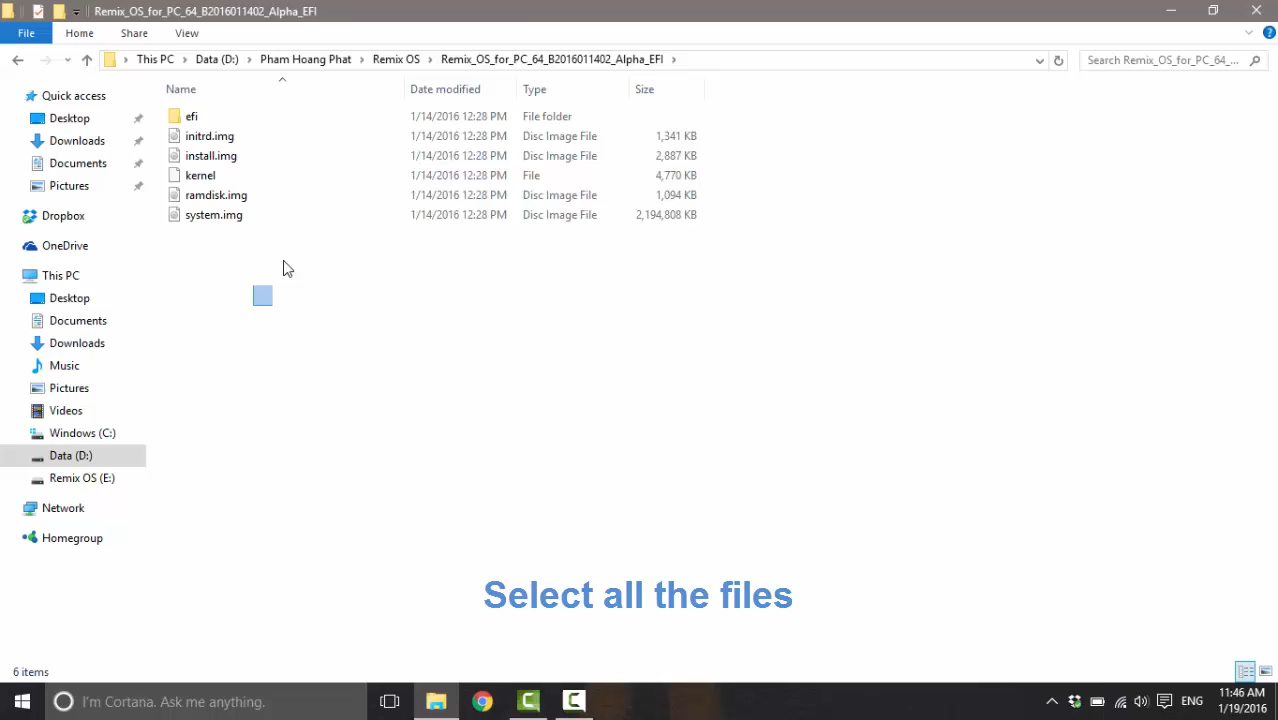 Remix_OS_for_PC_64_B2016011402_Alpha_EFI
File Home Share View
This PC Data (D:) Pham Hoang Phat Remix OS Remix_OS_for_PC_64_B2016011402_Alpha_EFI
Search Remix_OS_for_PC_64_...
Name Date modified Type Size
efi 1/14/2016 12:28 PM File folder
initrd.img 1/14/2016 12:28 PM Disc Image File 1,341 KB
install.img 1/14/2016 12:28 PM Disc Image File 2,887 KB
kernel 1/14/2016 12:28 PM File 4,770 KB
ramdisk.img 1/14/2016 12:28 PM Disc Image File 1,094 KB
system.img 1/14/2016 12:28 PM Disc Image File 2,194,808 KB
Quick access
Desktop
Downloads
Documents
Pictures
Dropbox
OneDrive
This PC
Desktop
Documents
Downloads
Music
Pictures
Videos
Windows (C:)
Data (D:)
Remix OS (E:)
Network
Homegroup
Select all the files
6 items
I'm Cortana. Ask me anything.
ENG
11:46 AM
1/19/2016